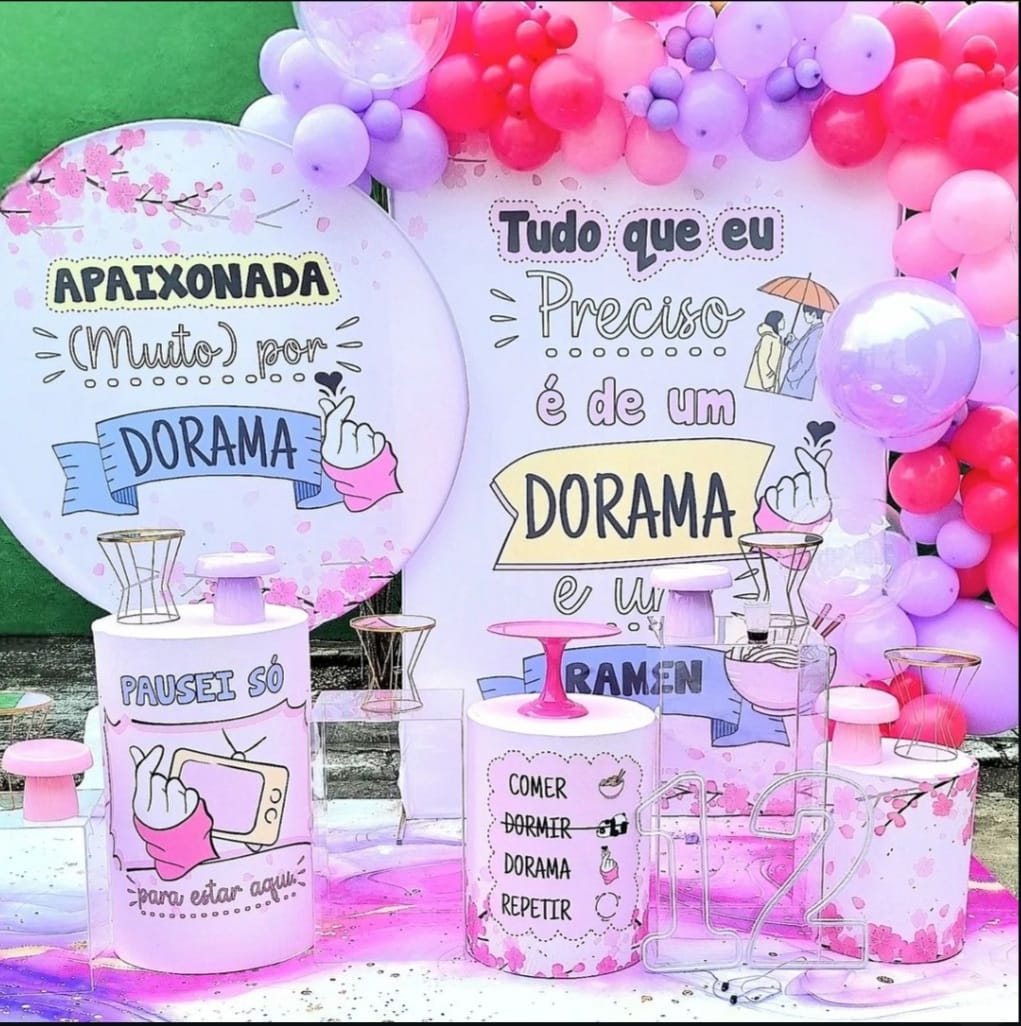 APAIXONADA
(Muito) por
DORAMA
Tudo que eu
Preciso
é de um
DORAMA
e
RAMEN
PAUSEI SÓ
para estar aqui.
COMER
DORMIR
DORAMA
REPETIR
12